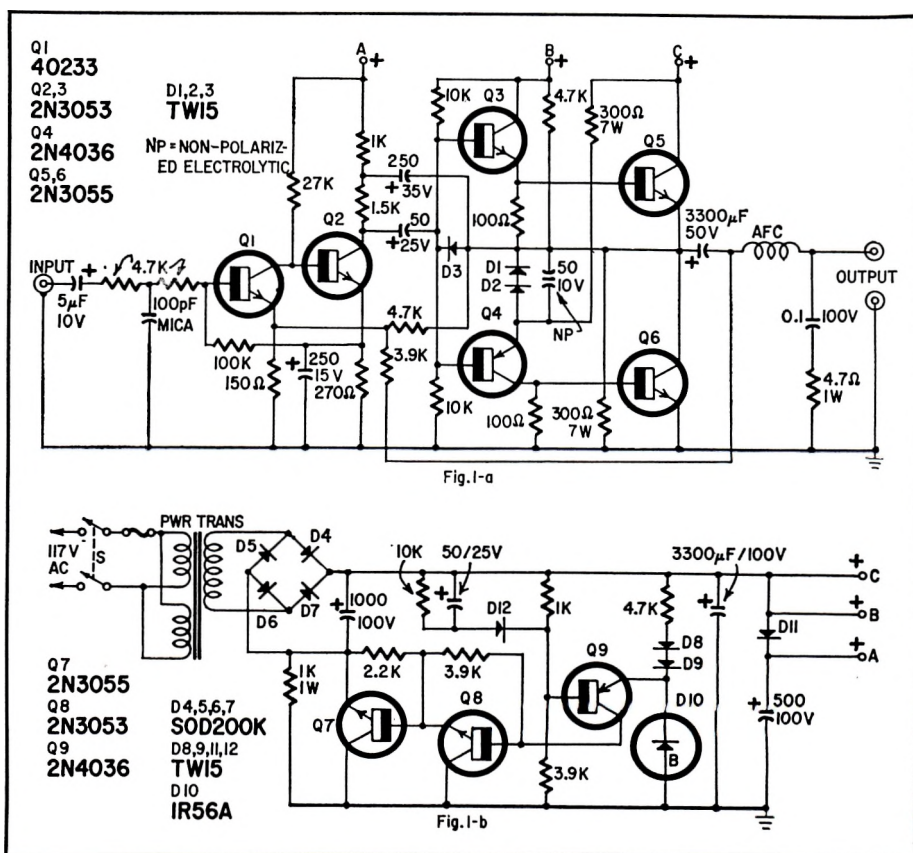 Q1
40233
Q2,3
2N3053
Q4
2N4036
Q5,6
2N3055
D1,2,3
TW15
NP=NON-POLARIZ-
ED ELECTROLYTIC
A
+
B
+
C
+
27K
1K
1.5K
250
+35V
50
+25V
10K
Q3
4.7K
300Ω
7W
Q5
Q1
Q2
100Ω
D3
D1
D2
50
10V
NP
3300µF
50V
+
AFC
OUTPUT
INPUT
+
4.7K
5µF
10V
100pF
MICA
4.7K
3.9K
Q4
Q6
0.1
100V
100K
150Ω
+
250
15V
270Ω
10K
100Ω
300Ω
7W
4.7Ω
1W
Fig.1-a
PWR TRANS
117V
AC
S
D5
D4
D6
D7
1000
100V
+
10K
50/25V
+
D12
1K
3300µF/100V
+
4.7K
D8
D9
D10
B
D11
+
C
+
B
+
A
500
100V
+
1K
1W
2.2K
3.9K
Q9
Q7
Q8
3.9K
Q7
2N3055
Q8
2N3053
Q9
2N4036
D4,5,6,7
SOD200K
D8,9,11,12
TW15
D10
IR56A
Fig.1-b